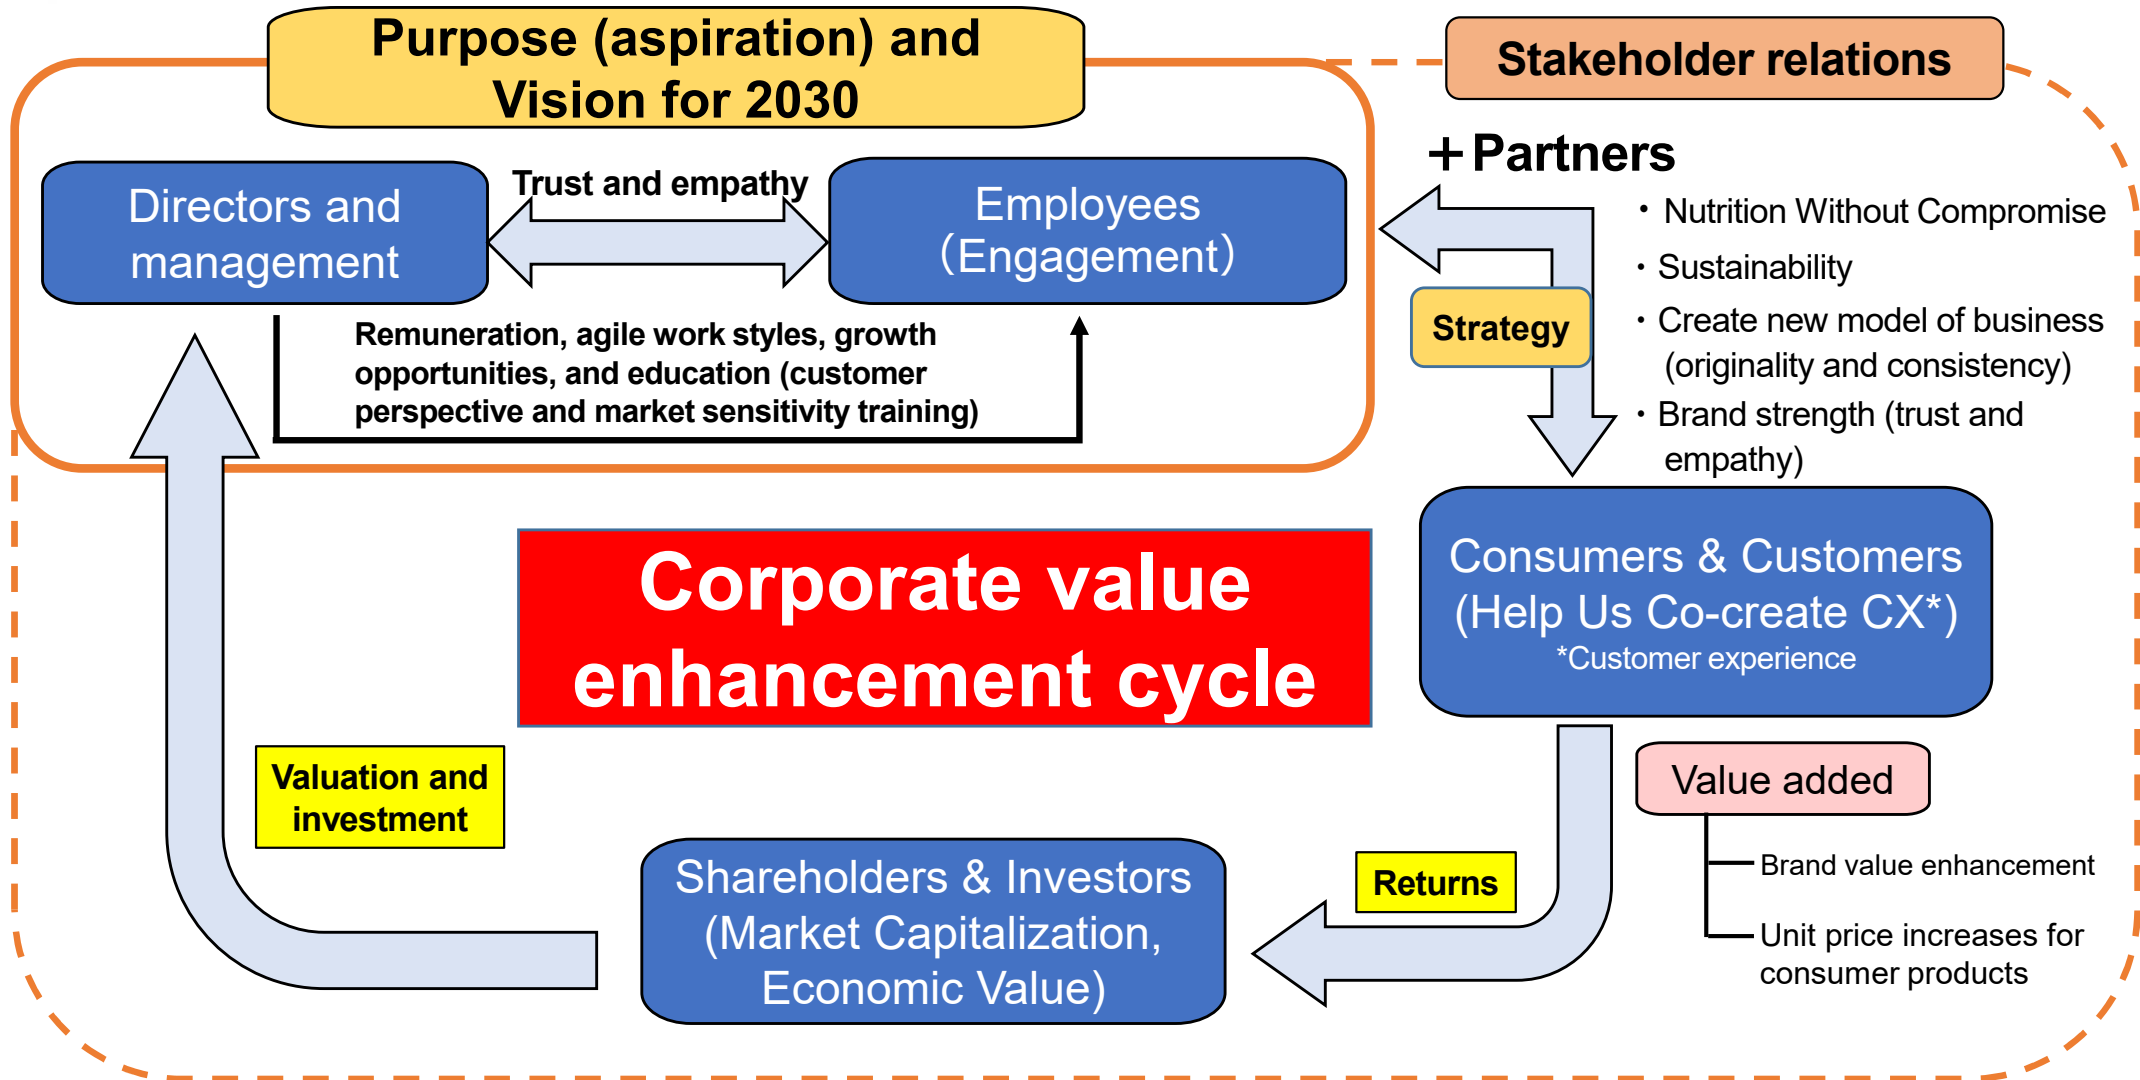 Purpose (aspiration) and
Vision for 2030
Stakeholder relations
Directors and
management
Trust and empathy
Employees
（Engagement）
Remuneration, agile work styles, growth
opportunities, and education (customer
perspective and market sensitivity training)
＋Partners
・Nutrition Without Compromise
・Sustainability
・Create new model of business
(originality and consistency)
・Brand strength (trust and
empathy)
Strategy
Corporate value
enhancement cycle
Consumers & Customers
(Help Us Co-create CX*)
*Customer experience
Value added
Brand value enhancement
Unit price increases for
consumer products
Returns
Shareholders & Investors
(Market Capitalization,
Economic Value)
Valuation and
investment